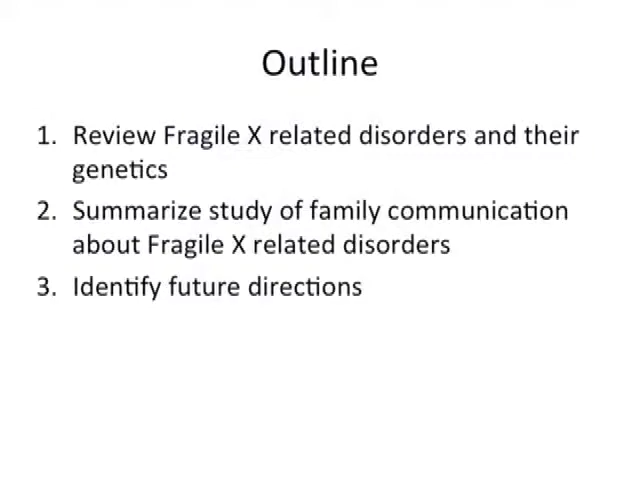 Outline
1. Review Fragile X related disorders and their
genetics
2. Summarize study of family communication
about Fragile X related disorders
3. Identify future directions